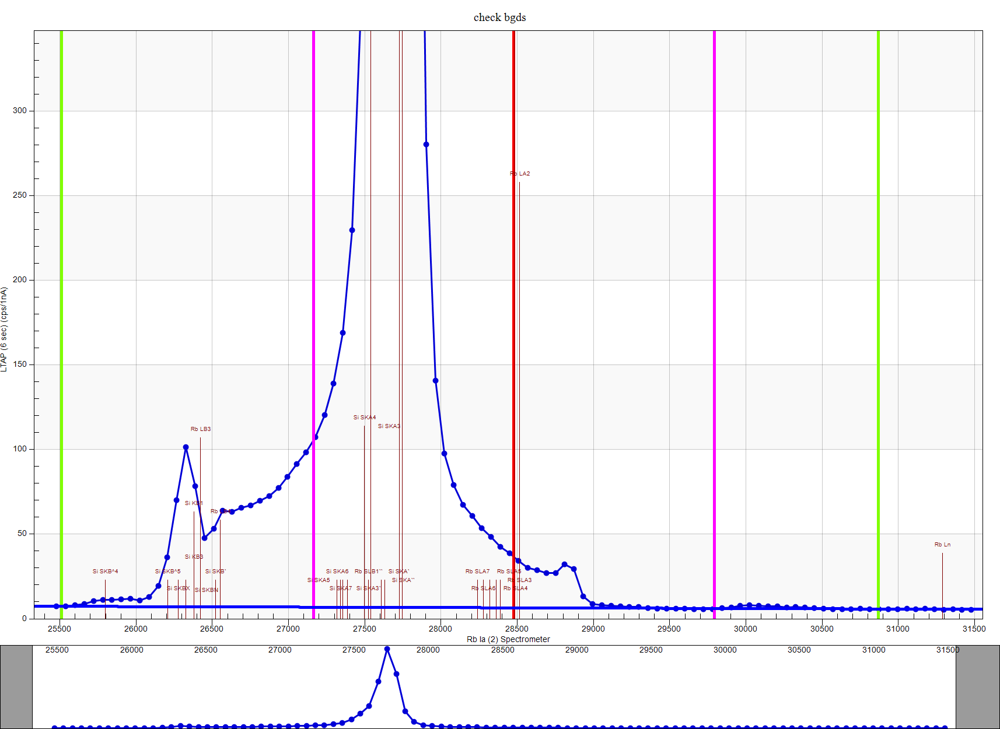 check bgds
LTAP (6 sec) (cps/1nA)
300
250
200
150
100
50
0
Rb LA2
Si SKA4
Si SKA3
Rb LB3
Si KB1
Si KB3
Rb Ln
Si SKB^4
Si SKB^5
Si SKB'
Si SKA6
Rb SLB1``
Si SKA'
Rb SLA7
Rb SLA5
Si SKA5
Si SKA``
Rb SLA3
Si SKBX
Si SKBN
Si SKA7
Si SKA3`
Rb SLA6
Rb SLA4
25500 26000 26500 27000 27500 28000 28500 29000 29500 30000 30500 31000 31500
Rb la (2) Spectrometer
25500 26000 26500 27000 27500 28000 28500 29000 29500 30000 30500 31000 31500